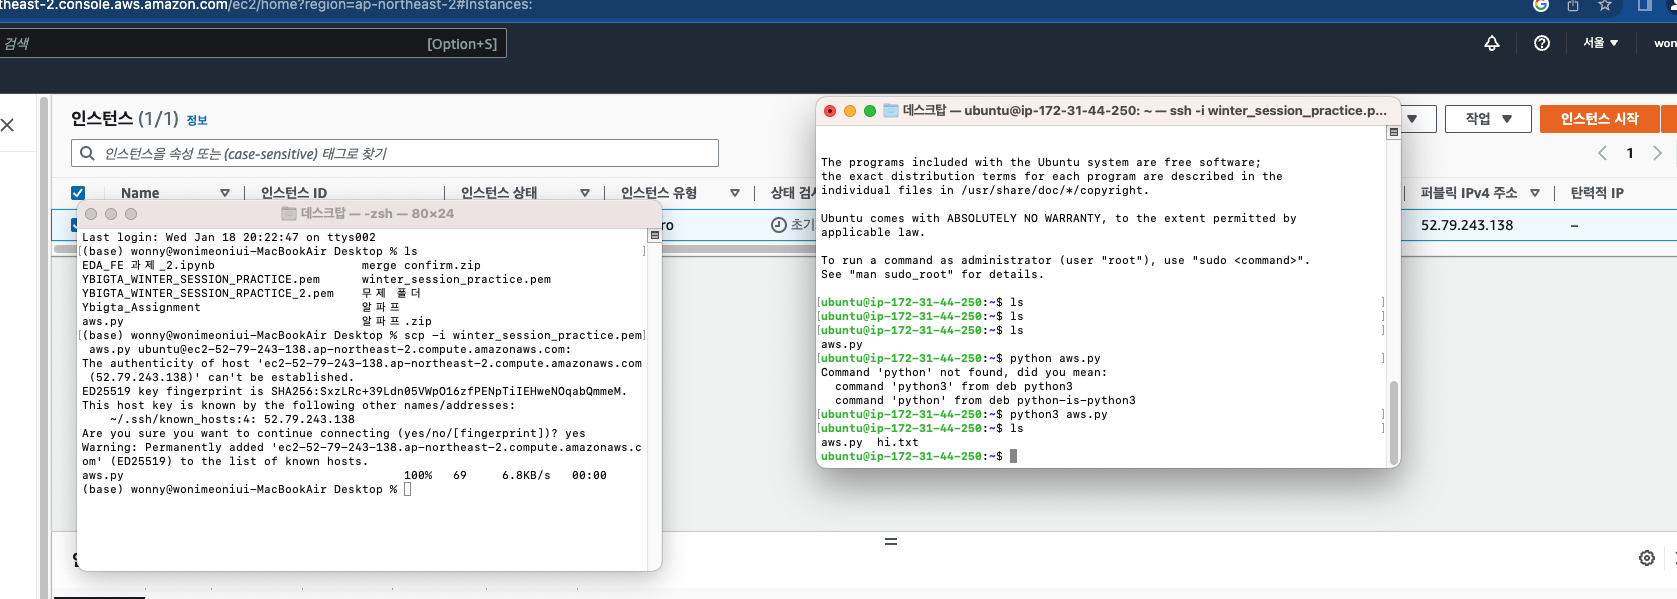 theast-2.console.aws.amazon.com/ec2/home?region=ap-northeast-2#Instances:
검색 [Option+S]
서울 ▼ won
인스턴스 (1/1) 정보
작업 ▼ 인스턴스 시작
인스턴스을 속성 또는 (case-sensitive) 태그로 찾기
1
Name 인스턴스 ID 인스턴스 상태 인스턴스 유형 상태 검사 퍼블릭 IPv4 주소 탄력적 IP
ro 초기 52.79.243.138 –
데스크탑 — -zsh — 80×24
Last login: Wed Jan 18 20:22:47 on ttys002
[(base) wonny@wonimeoniui-MacBookAir Desktop % ls ]
EDA_FE 과제_2.ipynb merge confirm.zip
YBIGTA_WINTER_SESSION_PRACTICE.pem winter_session_practice.pem
YBIGTA_WINTER_SESSION_RPACTICE_2.pem 무제 폴더
Ybigta_Assignment 알파프
aws.py 알파프.zip
[(base) wonny@wonimeoniui-MacBookAir Desktop % scp -i winter_session_practice.pem]
aws.py ubuntu@ec2-52-79-243-138.ap-northeast-2.compute.amazonaws.com:
The authenticity of host 'ec2-52-79-243-138.ap-northeast-2.compute.amazonaws.com
(52.79.243.138)' can't be established.
ED25519 key fingerprint is SHA256:SxzLRc+39Ldn05VWpO16zfPENpTiIEHweNOqabQmmeM.
This host key is known by the following other names/addresses:
~/.ssh/known_hosts:4: 52.79.243.138
Are you sure you want to continue connecting (yes/no/[fingerprint])? yes
Warning: Permanently added 'ec2-52-79-243-138.ap-northeast-2.compute.amazonaws.c
om' (ED25519) to the list of known hosts.
aws.py 100% 69 6.8KB/s 00:00
(base) wonny@wonimeoniui-MacBookAir Desktop %
데스크탑 — ubuntu@ip-172-31-44-250: ~ — ssh -i winter_session_practice.p...
The programs included with the Ubuntu system are free software;
the exact distribution terms for each program are described in the
individual files in /usr/share/doc/*/copyright.
Ubuntu comes with ABSOLUTELY NO WARRANTY, to the extent permitted by
applicable law.
To run a command as administrator (user "root"), use "sudo <command>".
See "man sudo_root" for details.
[ubuntu@ip-172-31-44-250:~$ ls ]
[ubuntu@ip-172-31-44-250:~$ ls ]
[ubuntu@ip-172-31-44-250:~$ ls ]
aws.py
[ubuntu@ip-172-31-44-250:~$ python aws.py ]
Command 'python' not found, did you mean:
command 'python3' from deb python3
command 'python' from deb python-is-python3
[ubuntu@ip-172-31-44-250:~$ python3 aws.py ]
[ubuntu@ip-172-31-44-250:~$ ls ]
aws.py hi.txt
ubuntu@ip-172-31-44-250:~$